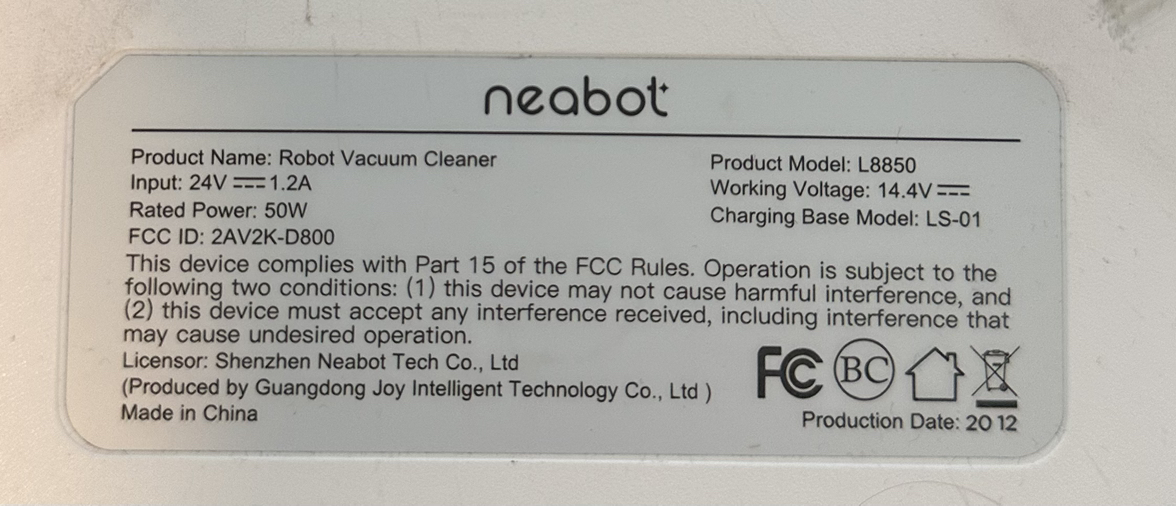 neabot
Product Name: Robot Vacuum Cleaner
Input: 24V ⎓ 1.2A
Rated Power: 50W
FCC ID: 2AV2K-D800
Product Model: L8850
Working Voltage: 14.4V ⎓
Charging Base Model: LS-01
This device complies with Part 15 of the FCC Rules. Operation is subject to the
following two conditions: (1) this device may not cause harmful interference, and
(2) this device must accept any interference received, including interference that
may cause undesired operation.
Licensor: Shenzhen Neabot Tech Co., Ltd
(Produced by Guangdong Joy Intelligent Technology Co., Ltd )
Made in China
FC BC
Production Date: 20 12